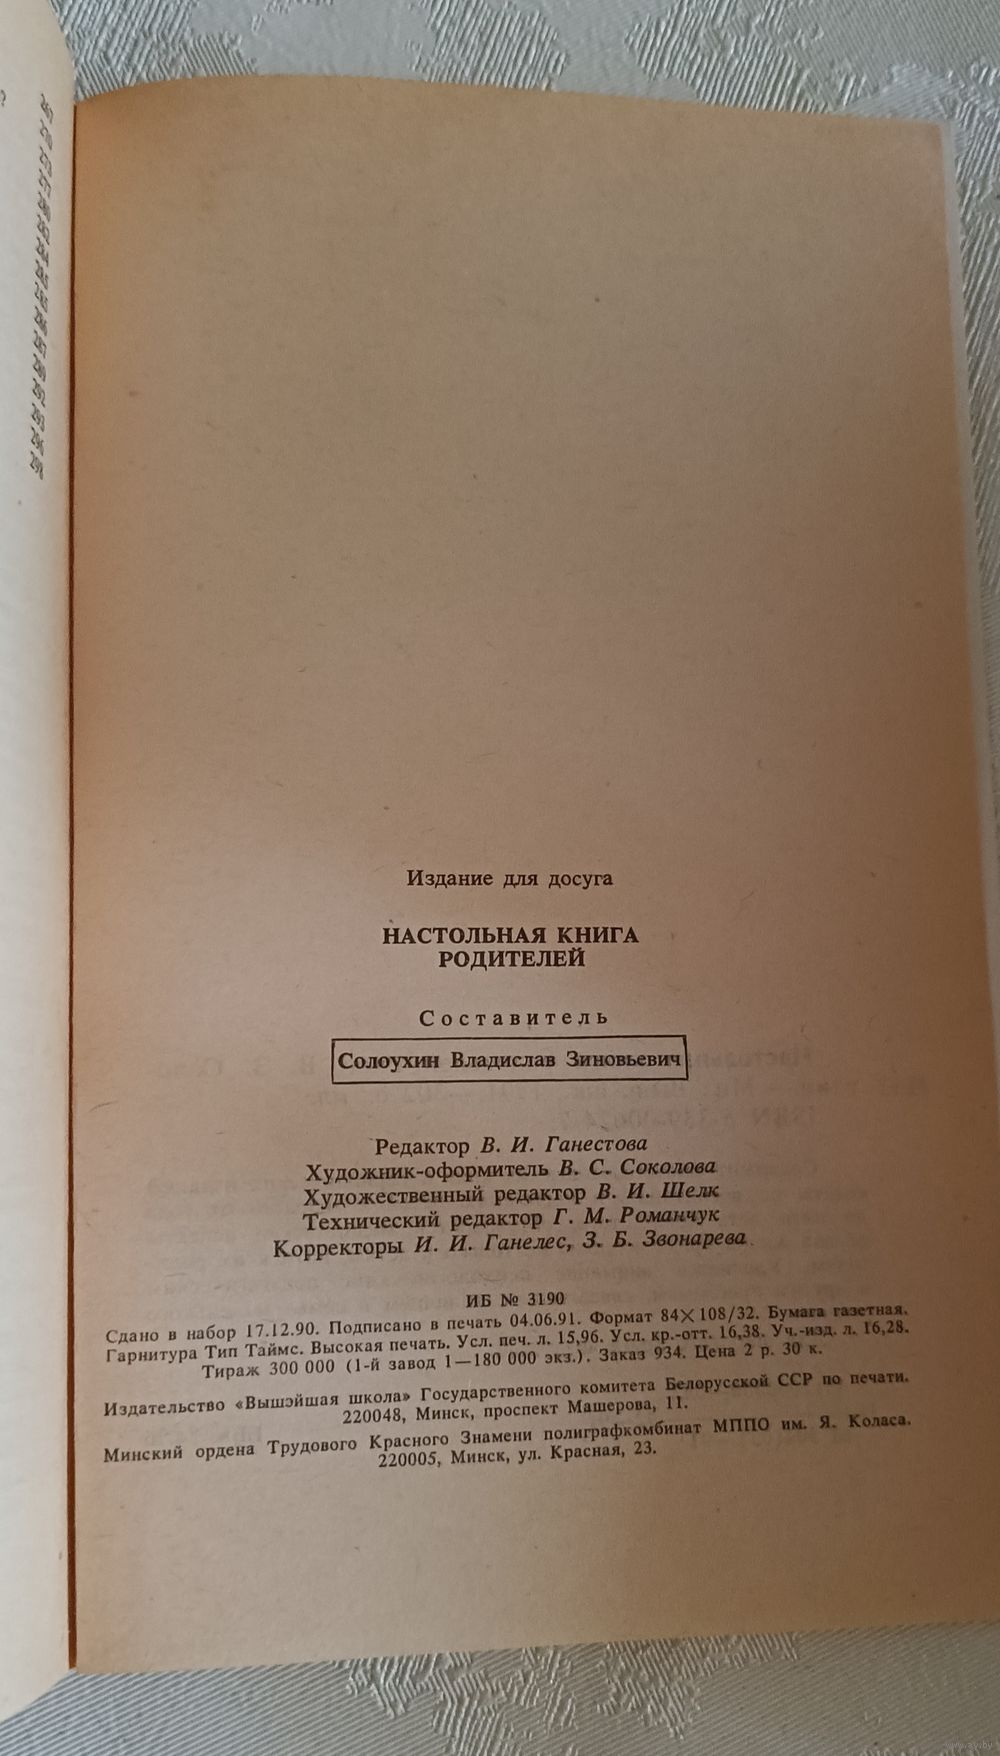 Издание для досуга
НАСТОЛЬНАЯ КНИГА
РОДИТЕЛЕЙ
Составитель
Солоухин Владислав Зиновьевич
Редактор В. И. Ганестова
Художник-оформитель В. С. Соколова
Художественный редактор В. И. Шелк
Технический редактор Г. М. Романчук
Корректоры И. И. Ганелес, З. Б. Звонарева.
ИБ № 3190
Сдано в набор 17.12.90. Подписано в печать 04.06.91. Формат 84×108/32. Бумага газетная.
Гарнитура Тип Таймс. Высокая печать. Усл. печ. л. 15,96. Усл. кр.-отт. 16,38. Уч.-изд. л. 16,28.
Тираж 300 000 (1-й завод 1—180 000 экз.). Заказ 934. Цена 2 р. 30 к.
Издательство «Вышэйшая школа» Государственного комитета Белорусской ССР по печати.
220048, Минск, проспект Машерова, 11.
Минский ордена Трудового Красного Знамени полиграфкомбинат МППО им. Я. Коласа.
220005, Минск, ул. Красная, 23.
www.ay.by